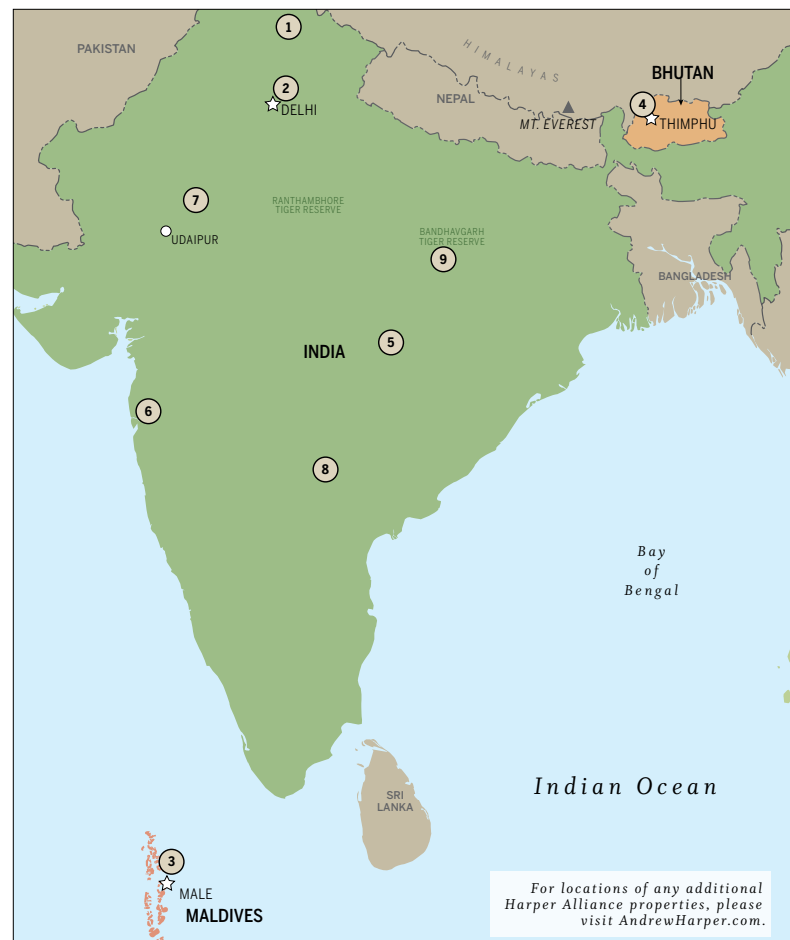 1
PAKISTAN
HIMALAYAS
BHUTAN
2
DELHI
NEPAL
4
MT. EVEREST
THIMPHU
7
RANTHAMBHORE
TIGER RESERVE
UDAIPUR
BANDHAVGARH
TIGER RESERVE
9
BANGLADESH
5
INDIA
6
8
Bay
of
Bengal
Indian Ocean
SRI
LANKA
3
MALE
MALDIVES
For locations of any additional
Harper Alliance properties, please
visit AndrewHarper.com.